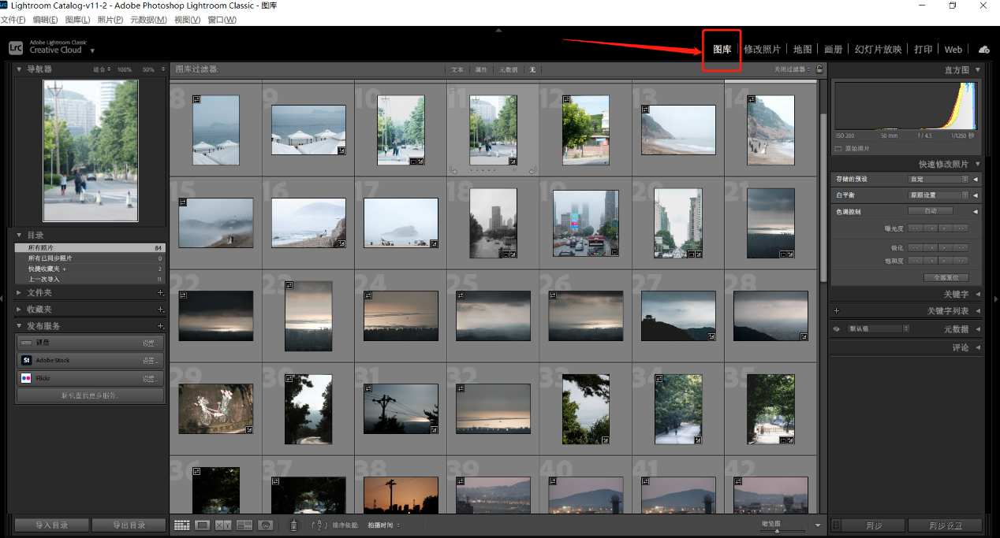 Lightroom Catalog-v11-2 - Adobe Photoshop Lightroom Classic - 图库
文件(F) 编辑(E) 图库(L) 照片(P) 元数据(M) 视图(V) 窗口(W)
LrC Adobe Lightroom Classic
Creative Cloud
图库 | 修改照片 | 地图 | 画册 | 幻灯片放映 | 打印 | Web
导航器 适合 100% 50%
图库过滤器: 文本 属性 元数据 无 关闭过滤器
直方图
ISO 200 50 mm f / 4.5 1/1250 秒
原始照片
快速修改照片
存储的预设 自定
白平衡 原照设置
色调控制 自动
曝光度
锐化
饱和度
全部复位
关键字
关键字列表
默认值 元数据
评论
目录
所有照片 84
所有已同步照片 0
快捷收藏夹 + 2
上一次导入 11
文件夹
收藏夹
发布服务
硬盘 设置...
St Adobe Stock 设置...
Flickr 设置...
联机查找更多服务...
8 9 10 11 12 13 14
15 16 17 18 19 20 21
22 23 24 25 26 27 28
29 30 31 32 33 34 35
36 37 38 39 40 41 42
导入目录 导出目录
排序依据: 拍摄时间
缩览图
同步 同步设置